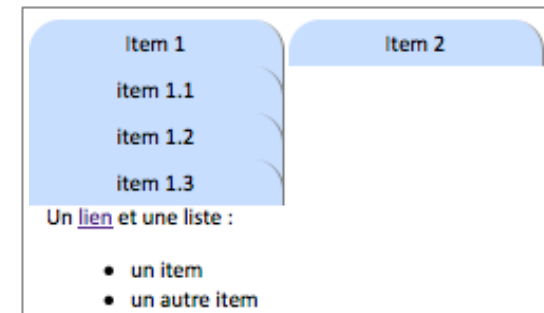 Item 1
Item 2
item 1.1
item 1.2
item 1.3
Un lien et une liste :
• un item
• un autre item